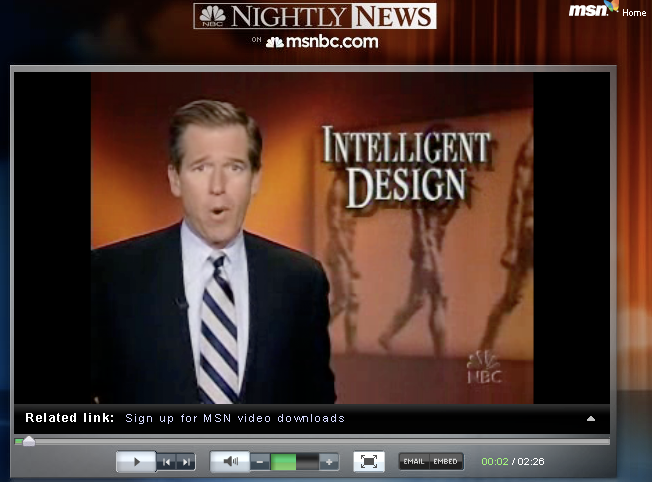 NIGHTLY NEWS
ON msnbc.com
msn Home
INTELLIGENT
DESIGN
NBC
Related link: Sign up for MSN video downloads
EMAIL EMBED 00:02 / 02:26